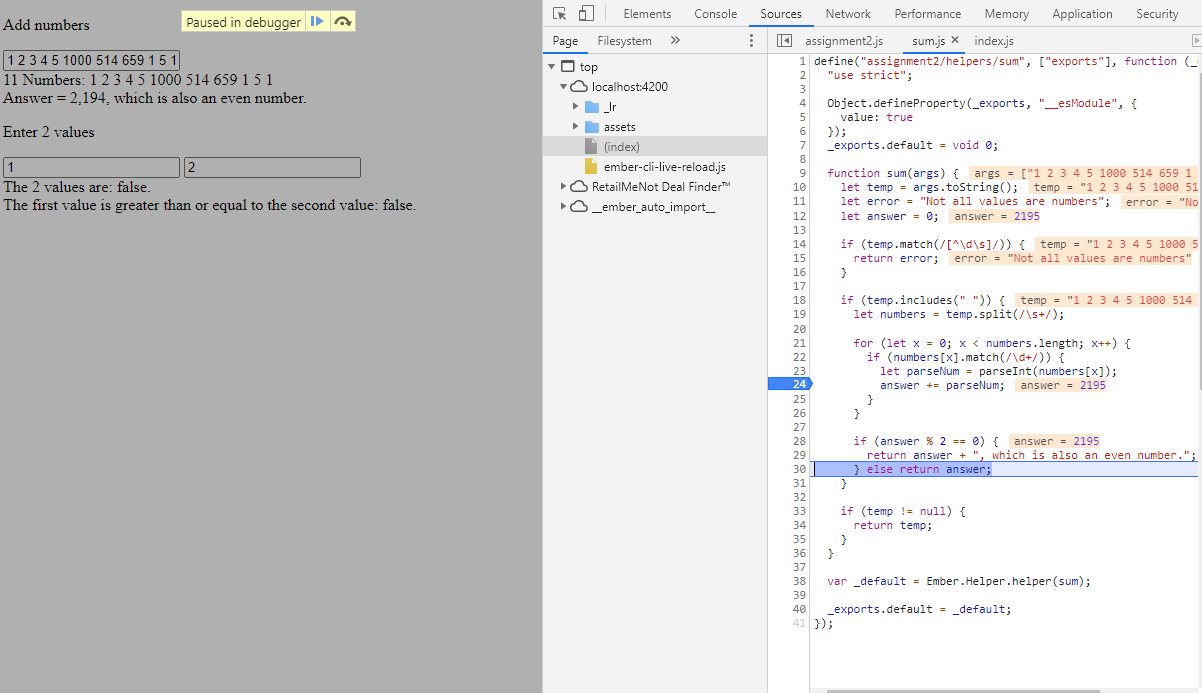 Add numbers
Paused in debugger
1 2 3 4 5 1000 514 659 1 5 1
11 Numbers: 1 2 3 4 5 1000 514 659 1 5 1
Answer = 2,194, which is also an even number.
Enter 2 values
1 2
The 2 values are: false.
The first value is greater than or equal to the second value: false.
Elements Console Sources Network Performance Memory Application Security
Page Filesystem »
top
localhost:4200
_lr
assets
(index)
ember-cli-live-reload.js
RetailMeNot Deal Finder™
__ember_auto_import__
assignment2.js sum.js × index.js
1 define("assignment2/helpers/sum", ["exports"], function (_
2 "use strict";
3
4 Object.defineProperty(_exports, "__esModule", {
5 value: true
6 });
7 _exports.default = void 0;
8
9 function sum(args) { args = ["1 2 3 4 5 1000 514 659 1
10 let temp = args.toString(); temp = "1 2 3 4 5 1000 51
11 let error = "Not all values are numbers"; error = "No
12 let answer = 0; answer = 2195
13
14 if (temp.match(/[^\d\s]/)) { temp = "1 2 3 4 5 1000 5
15 return error; error = "Not all values are numbers"
16 }
17
18 if (temp.includes(" ")) { temp = "1 2 3 4 5 1000 514
19 let numbers = temp.split(/\s+/);
20
21 for (let x = 0; x < numbers.length; x++) {
22 if (numbers[x].match(/\d+/)) {
23 let parseNum = parseInt(numbers[x]);
24 answer += parseNum; answer = 2195
25 }
26 }
27
28 if (answer % 2 == 0) { answer = 2195
29 return answer + ", which is also an even number.";
30 } else return answer;
31 }
32
33 if (temp != null) {
34 return temp;
35 }
36 }
37
38 var _default = Ember.Helper.helper(sum);
39
40 _exports.default = _default;
41 });